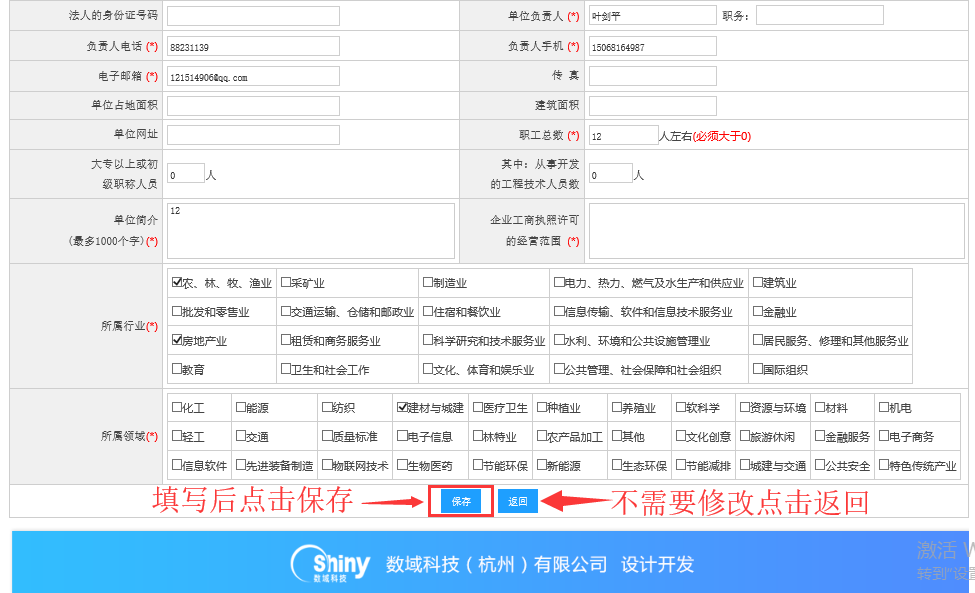 法人的身份证号码 单位负责人 (*) 叶剑平 职务:
负责人电话 (*) 88231139 负责人手机 (*) 15068164987
电子邮箱 (*) 121514906@qq.com 传 真
单位占地面积 建筑面积
单位网址 职工总数 (*) 12 人左右(必须大于0)
大专以上或初级职称人员 0 人 其中: 从事开发的工程技术人员数 0 人
单位简介
(最多1000个字)(*) 12 企业工商执照许可的经营范围 (*)
所属行业(*)
农、林、牧、渔业 采矿业 制造业 电力、热力、燃气及水生产和供应业 建筑业
批发和零售业 交通运输、仓储和邮政业 住宿和餐饮业 信息传输、软件和信息技术服务业 金融业
房地产业 租赁和商务服务业 科学研究和技术服务业 水利、环境和公共设施管理业 居民服务、修理和其他服务业
教育 卫生和社会工作 文化、体育和娱乐业 公共管理、社会保障和社会组织 国际组织
所属领域(*)
化工 能源 纺织 建材与城建 医疗卫生 种植业 养殖业 软科学 资源与环境 材料 机电
轻工 交通 质量标准 电子信息 林特业 农产品加工 其他 文化创意 旅游休闲 金融服务 电子商务
信息软件 先进装备制造 物联网技术 生物医药 节能环保 新能源 生态环保 节能减排 城建与交通 公共安全 特色传统产业
填写后点击保存 保存 返回 不需要修改点击返回
Shiny 数域科技 数域科技（杭州）有限公司 设计开发
激活 W
转到"设置